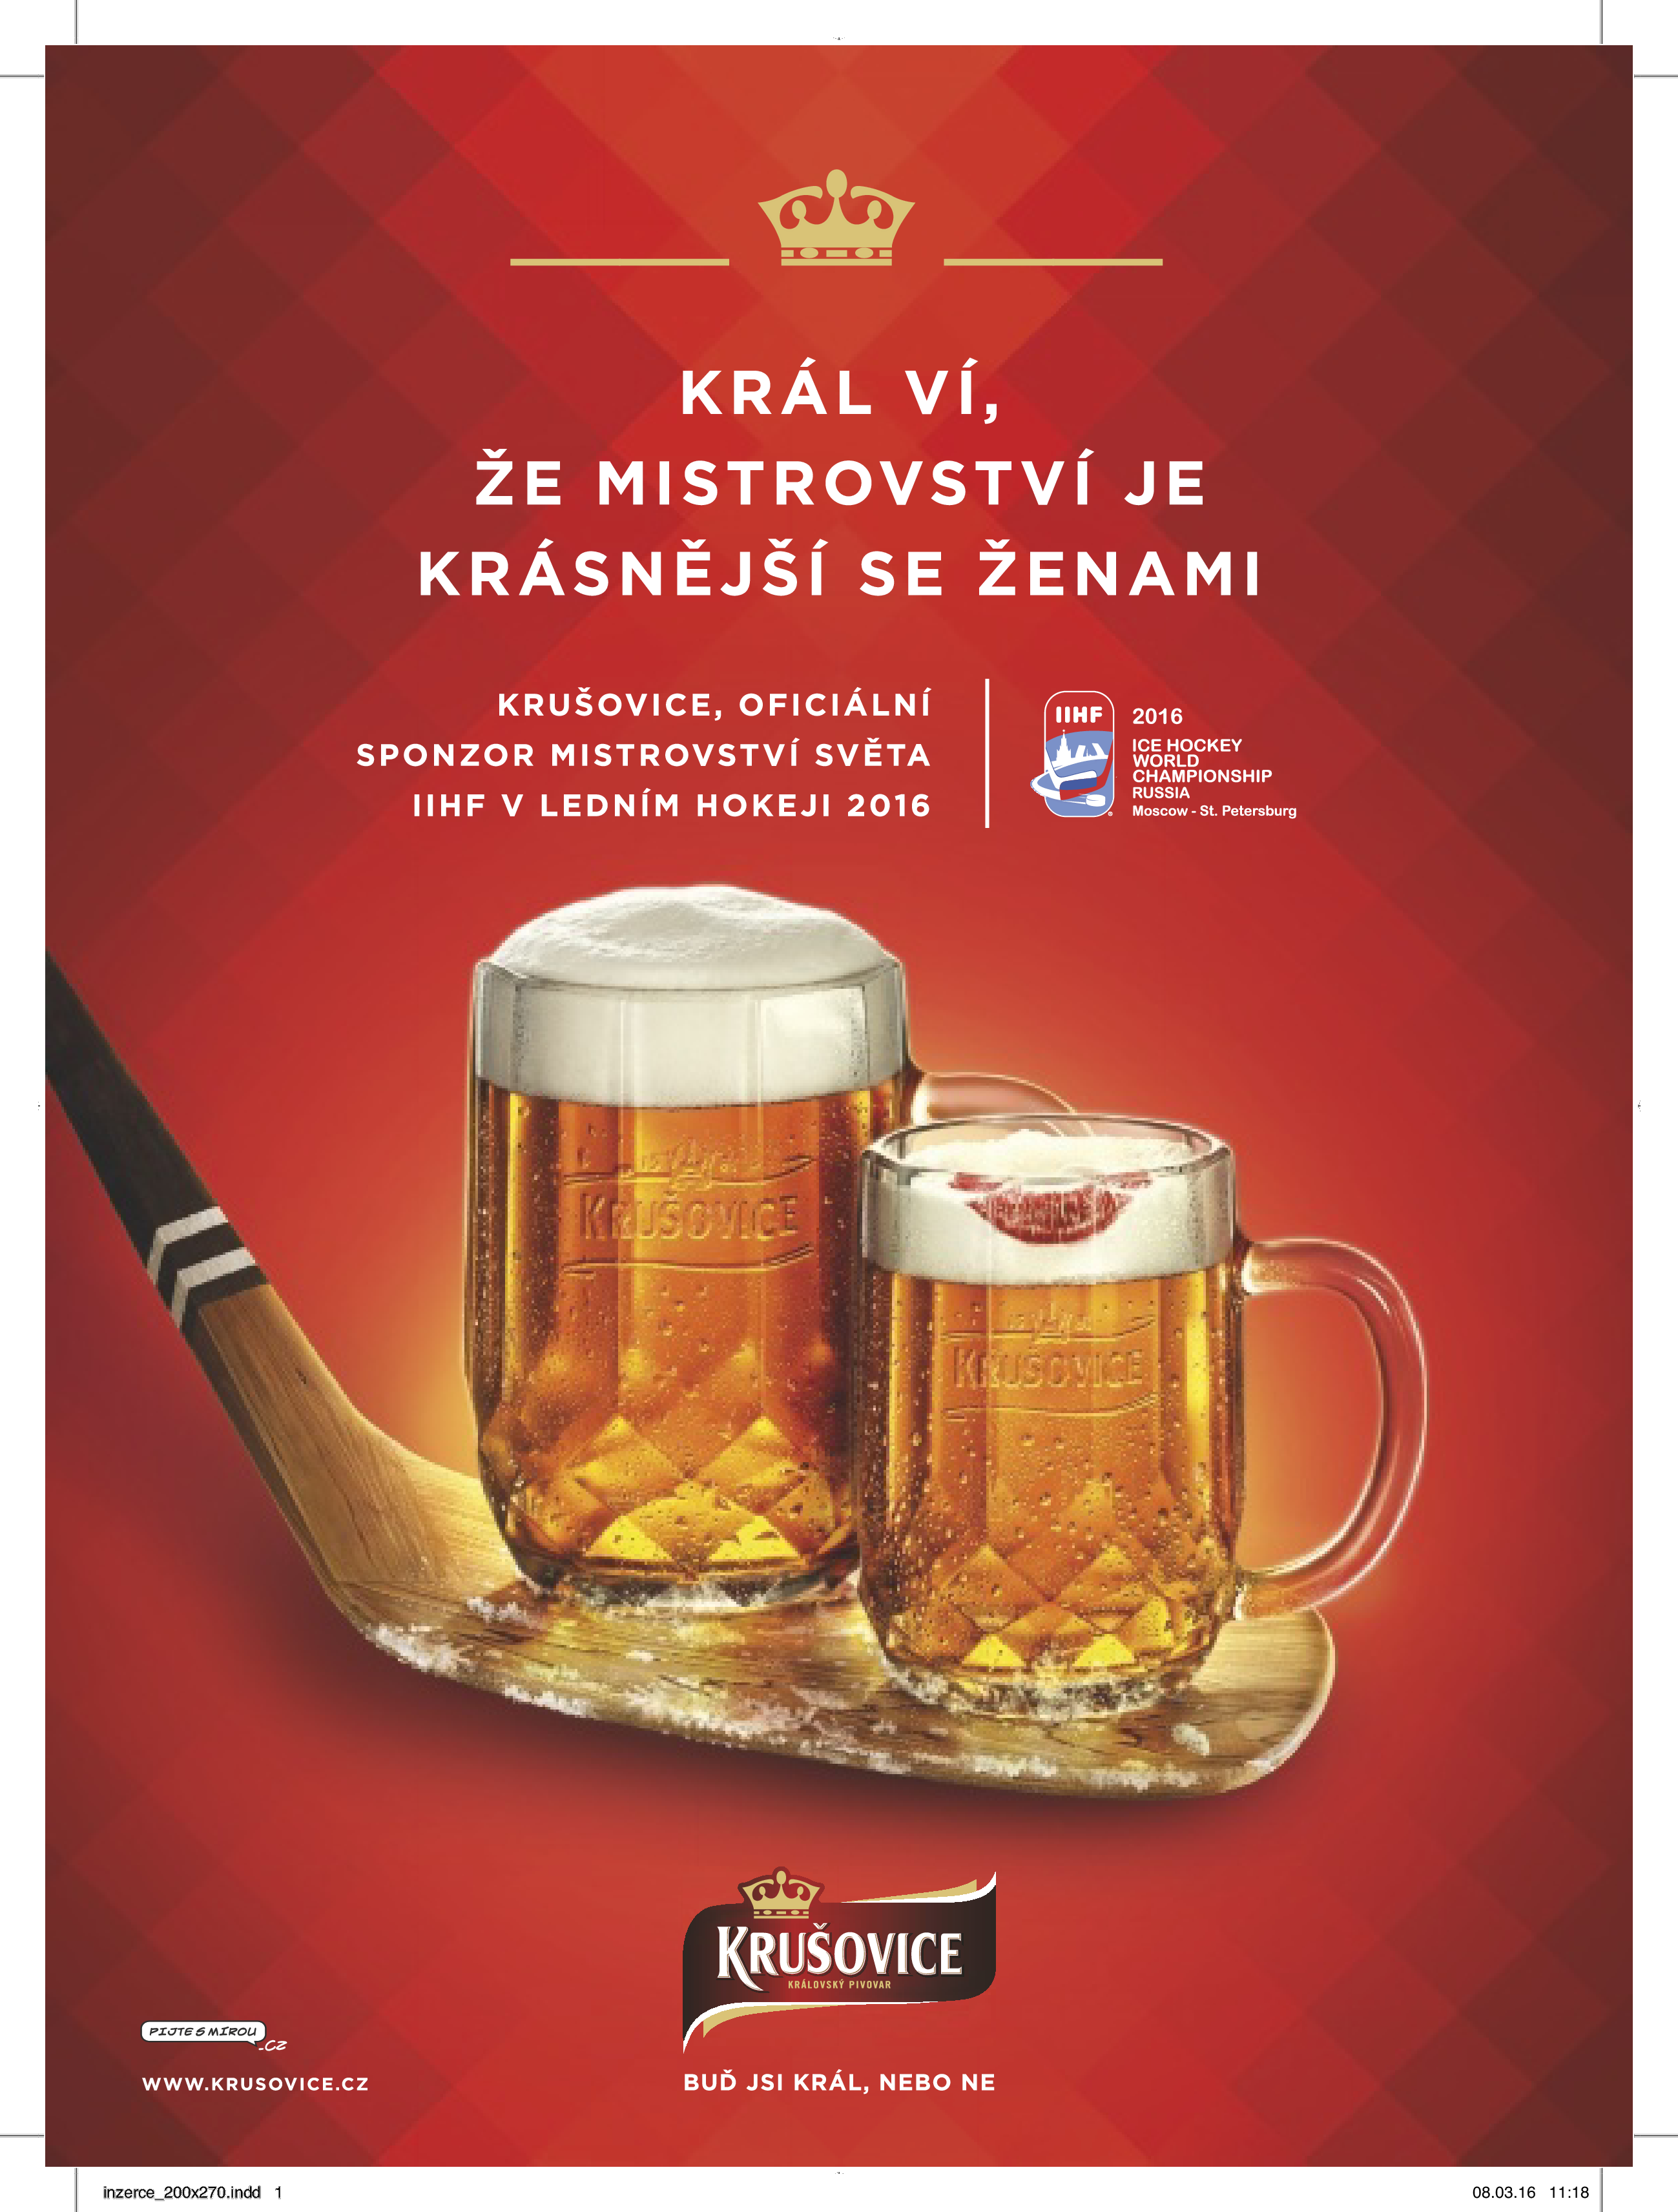 KRÁL VÍ,
ŽE MISTROVSTVÍ JE
KRÁSNĚJŠÍ SE ŽENAMI
KRUŠOVICE, OFICIÁLNÍ
SPONZOR MISTROVSTVÍ SVĚTA
IIHF V LEDNÍM HOKEJI 2016
IIHF
2016
ICE HOCKEY
WORLD
CHAMPIONSHIP
RUSSIA
Moscow - St. Petersburg
KRUŠOVICE
KRUŠOVICE
KRUŠOVICE
KRÁLOVSKÝ PIVOVAR
PIJTE S MÍROU
.CZ
WWW.KRUSOVICE.CZ
BUĎ JSI KRÁL, NEBO NE
inzerce_200x270.indd 1
08.03.16 11:18